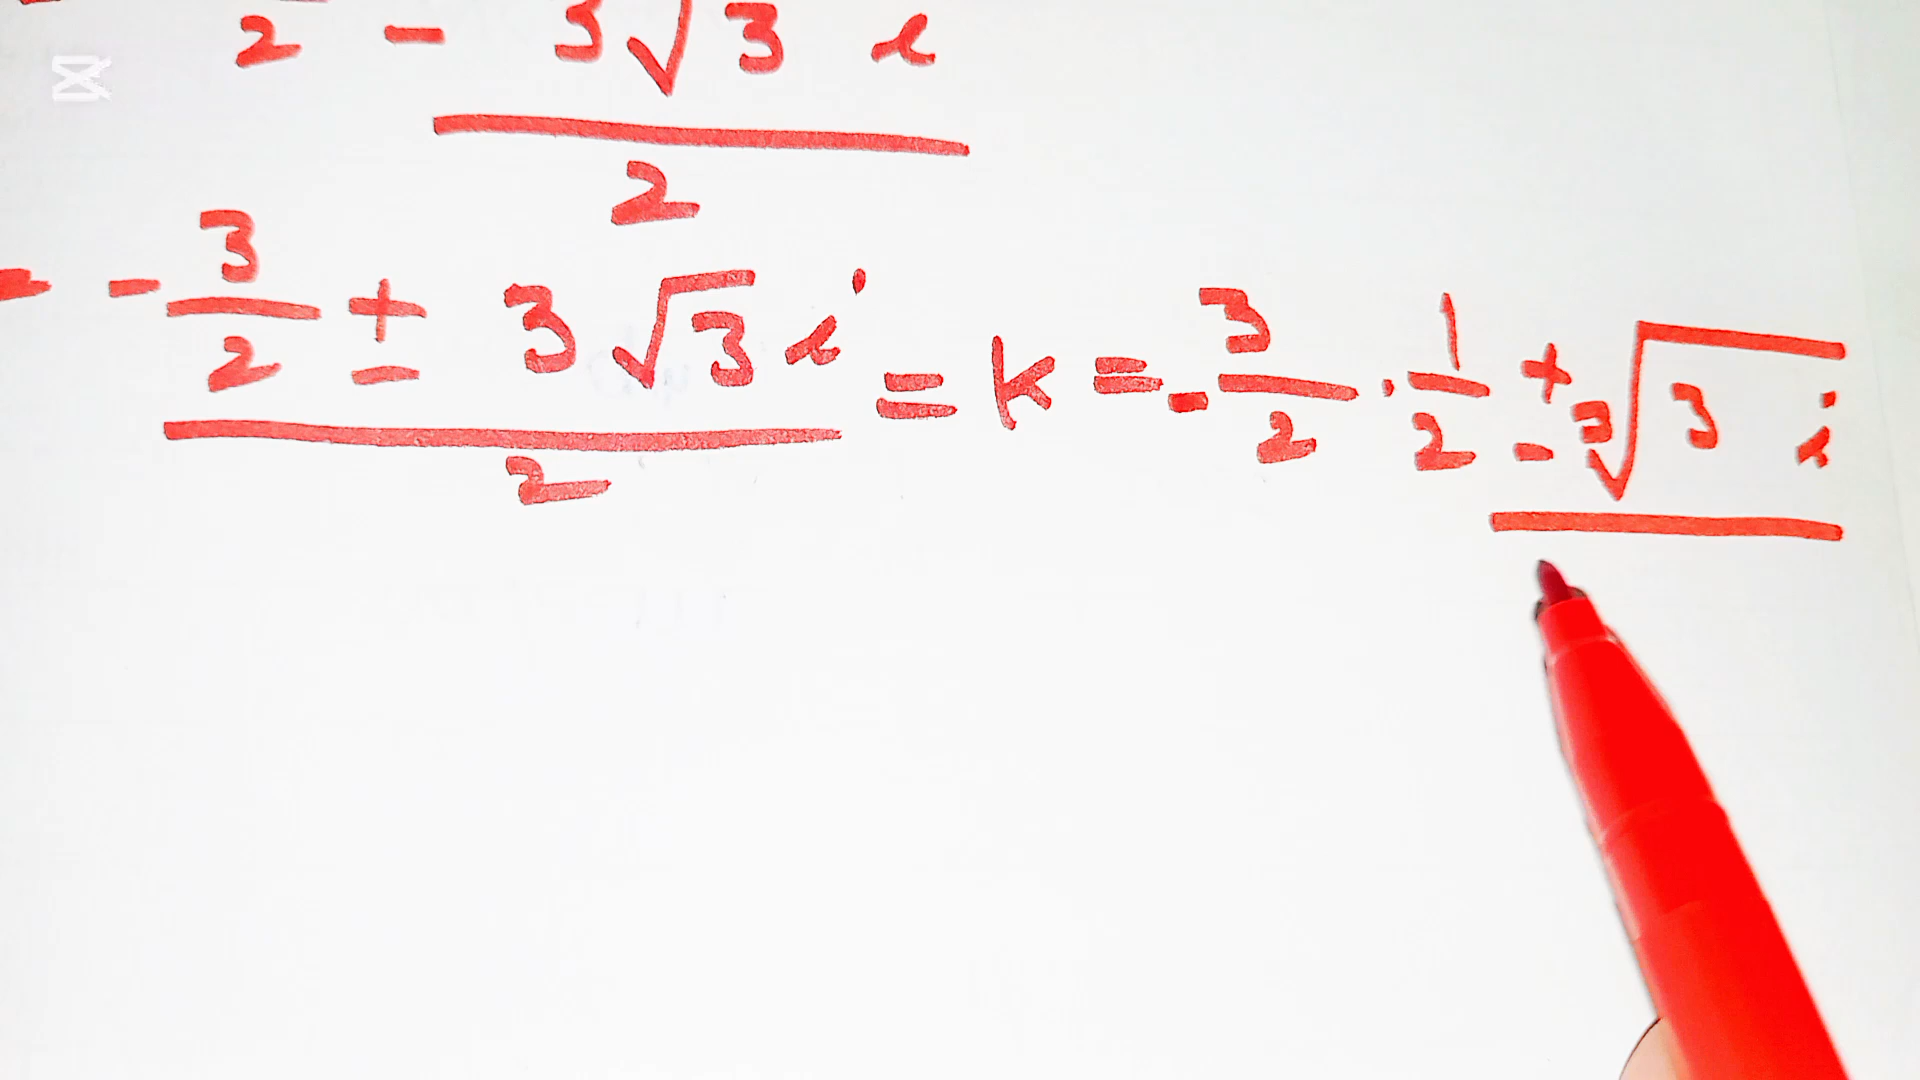 2 - 3√3 i
2
= -3/2 ± 3√3 i = k = -3/2 · 1/2 ± 3√3 i
2